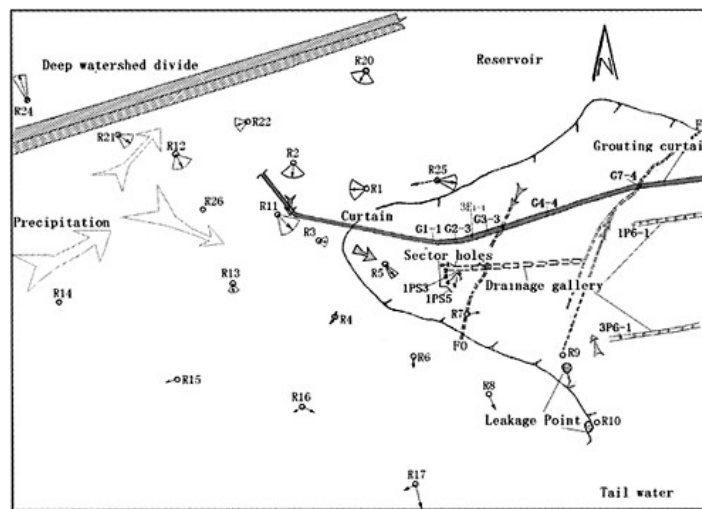 Deep watershed divide
R20
Reservoir
R24
R21
R12
R22
R2
R25
R1
Grouting curtain
G7-4
G4-4
G3-3
R26
R11
Curtain
G1-1
G2-3
Precipitation
R3
1P6-1
Sector holes
R5
1PS3
Drainage gallery
R13
1PS5
R14
R7
R4
3P6-1
FO
R6
R9
R15
R8
R16
Leakage Point
R10
R17
Tail water